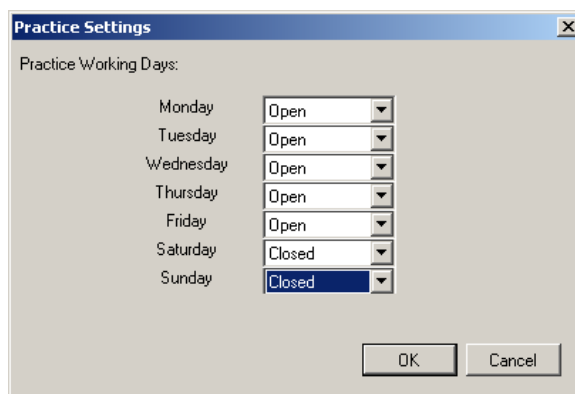 Practice Settings
Practice Working Days:
Monday Open
Tuesday Open
Wednesday Open
Thursday Open
Friday Open
Saturday Closed
Sunday Closed
OK Cancel